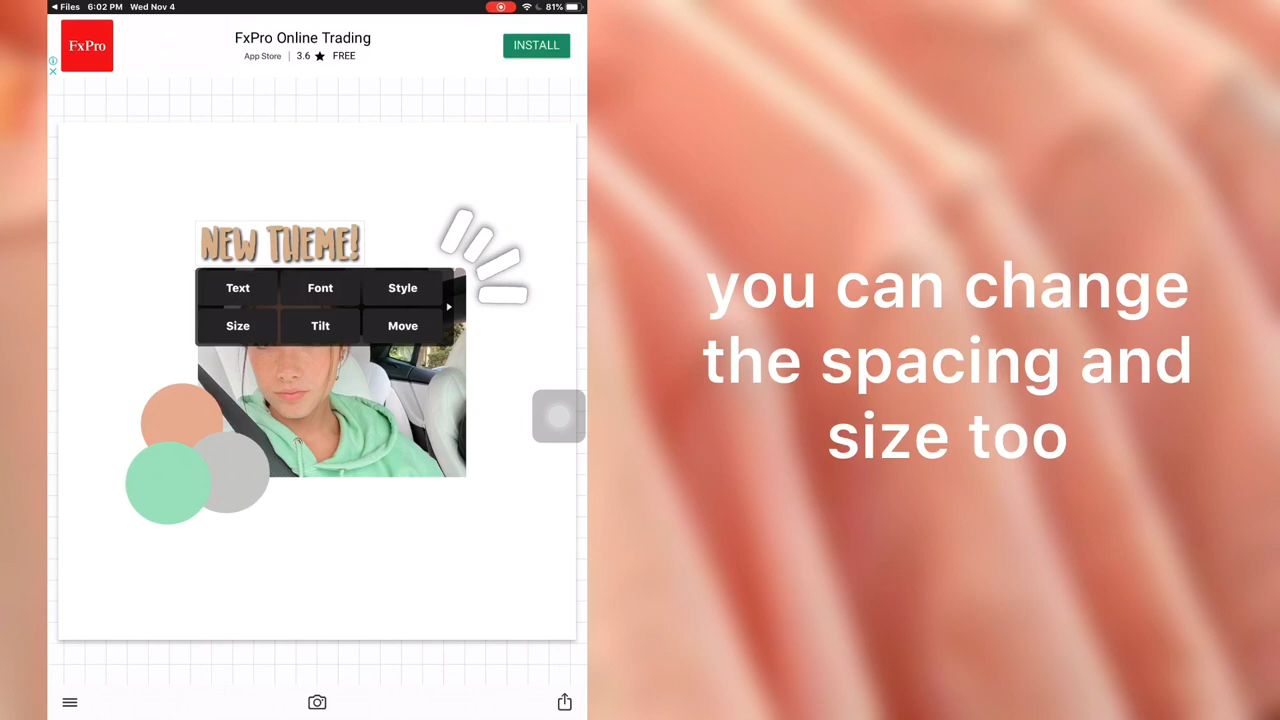 Files 6:02 PM Wed Nov 4
81%
FxPro
FxPro Online Trading
App Store | 3.6 ★ FREE
INSTALL
NEW THEME!
Text Font Style
Size Tilt Move
you can change
the spacing and
size too